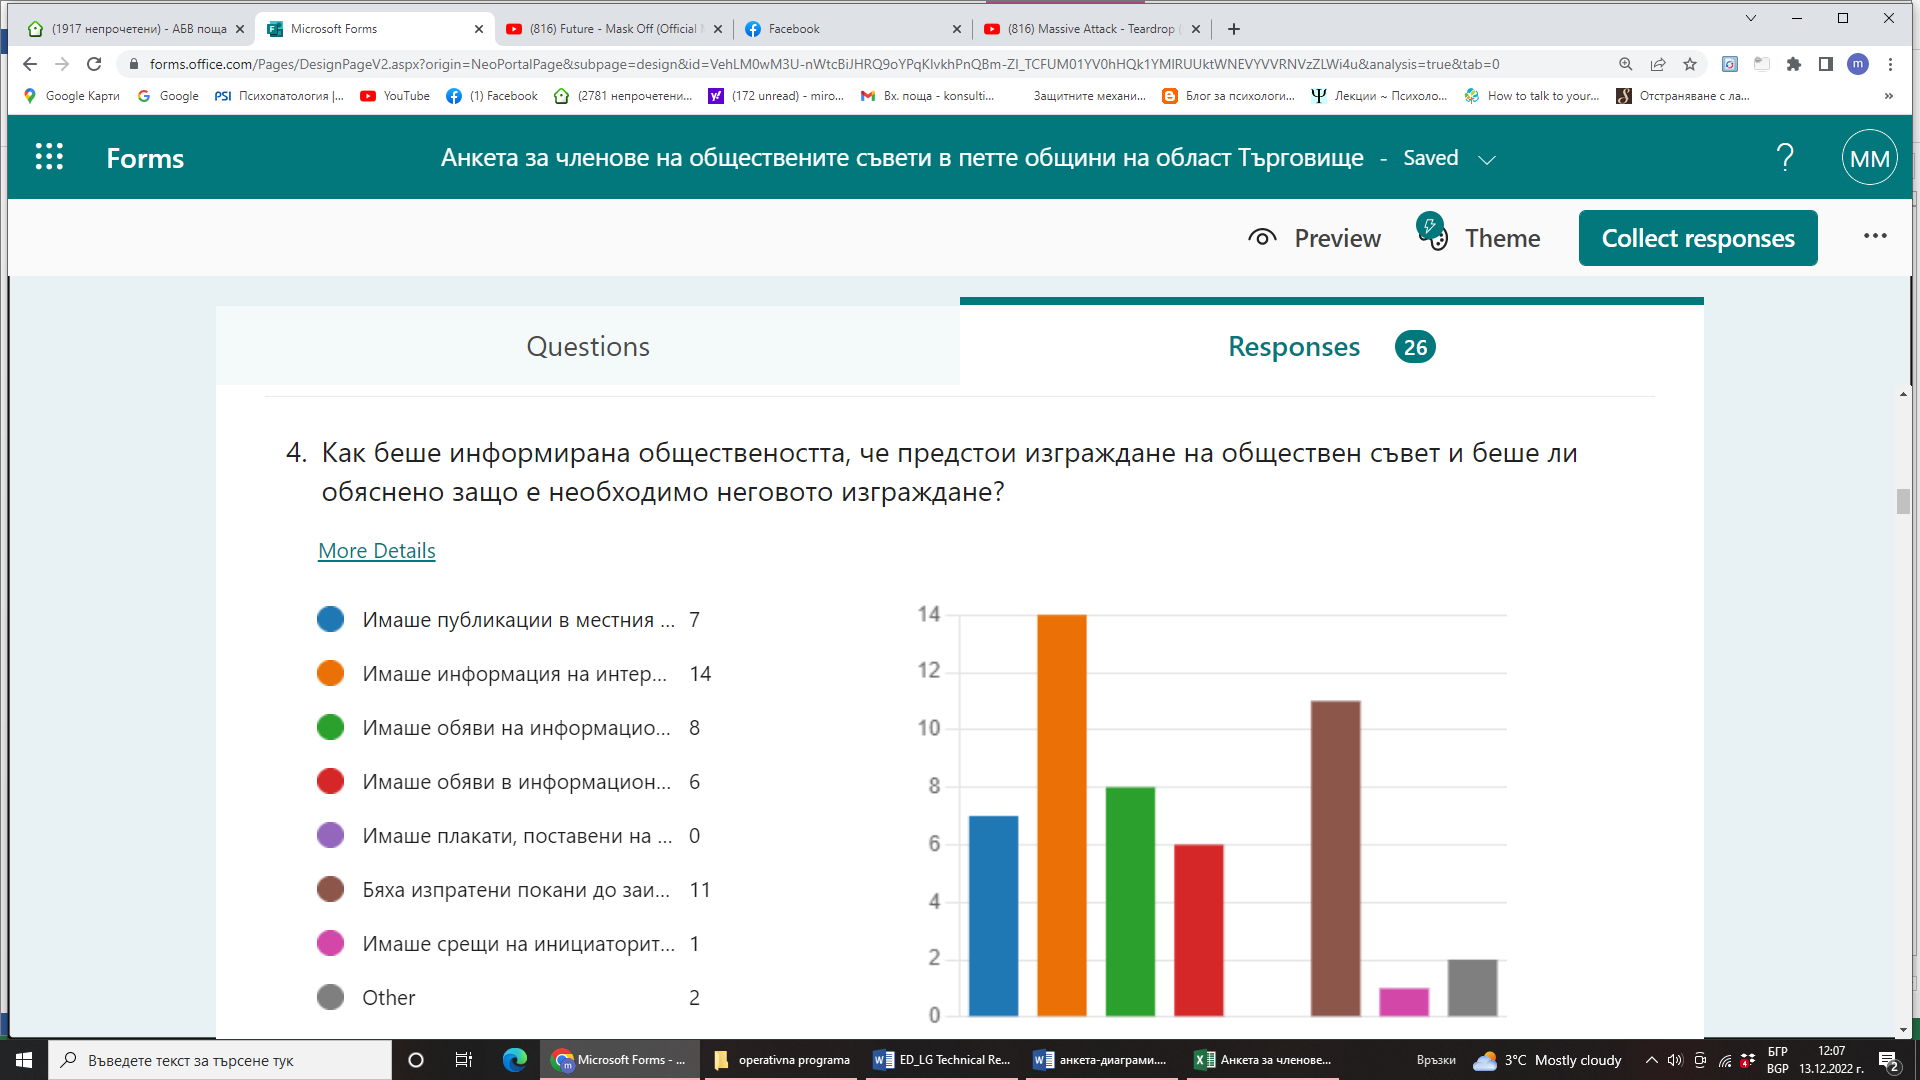 (1917 непрочетени) - АБВ поща
Microsoft Forms
(816) Future - Mask Off (Official
Facebook
(816) Massive Attack - Teardrop
forms.office.com/Pages/DesignPageV2.aspx?origin=NeoPortalPage&subpage=design&id=VehLM0wM3U-nWtcBiJHRQ9oYPqKIvkhPnQBm-ZI_TCFUM01YV0hHQk1YMlRUUktWNEVYVVRNVzZLWi4u&analysis=true&tab=0
m
Google Карти
Google
PSI Психопатология |...
YouTube
(1) Facebook
(2781 непрочетени...
(172 unread) - miro...
Вх. поща - konsulti...
Защитните механи...
Блог за психологи...
Лекции ~ Психоло...
How to talk to your...
Отстраняване с ла...
Forms
Анкета за членове на обществените съвети в петте общини на област Търговище - Saved
?
MM
Preview
Theme
Collect responses
Questions
Responses 26
4. Как беше информирана обществеността, че предстои изграждане на обществен съвет и беше ли
обяснено защо е необходимо неговото изграждане?
More Details
Имаше публикации в местния ... 7
Имаше информация на интер... 14
Имаше обяви на информацио... 8
Имаше обяви в информацион... 6
Имаше плакати, поставени на ... 0
Бяха изпратени покани до заи... 11
Имаше срещи на инициаторит... 1
Other 2
14
12
10
8
6
4
2
0
Въведете текст за търсене тук
Microsoft Forms - ...
operativna programa
ED_LG Technical Re...
анкета-диаграми....
Анкета за членове...
Връзки
3°C Mostly cloudy
БГР
BGP
12:07
13.12.2022 г.
2